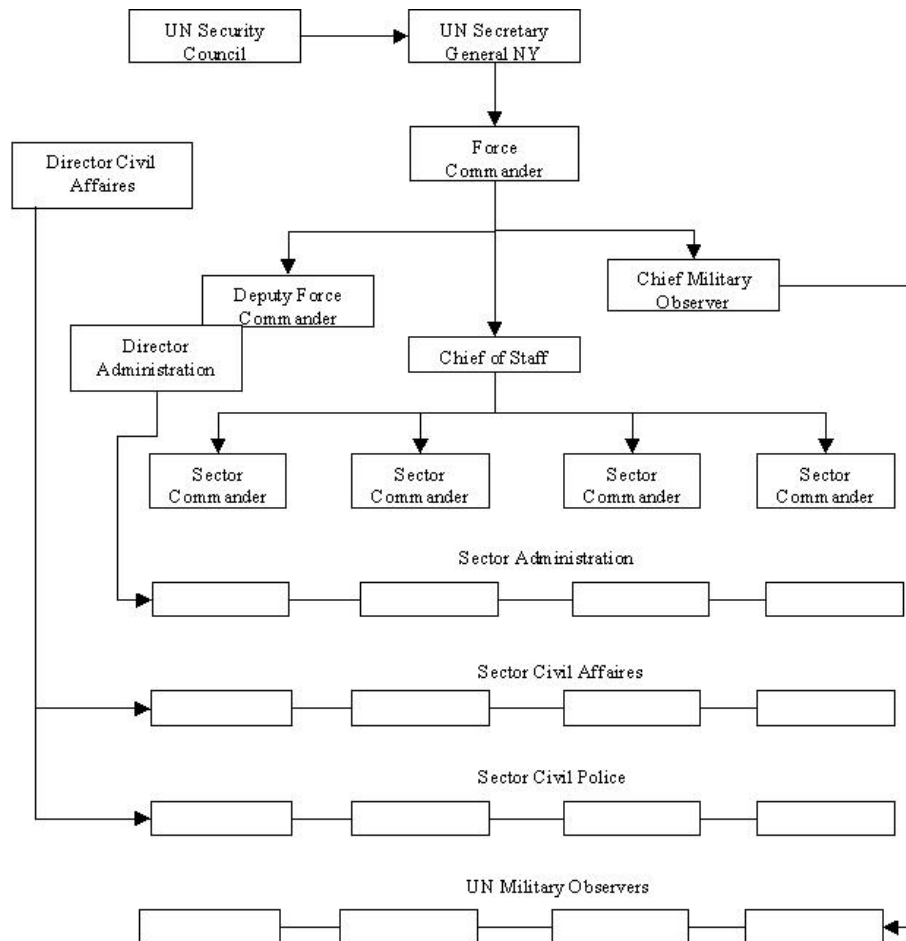 UN Security
Council
UN Secretary
General NY
Force
Commander
Director Civil
Affaires
Deputy Force
Commander
Chief Military
Observer
Director
Administration
Chief of Staff
Sector
Commander
Sector
Commander
Sector
Commander
Sector
Commander
Sector Administration
Sector Civil Affaires
Sector Civil Police
UN Military Observers